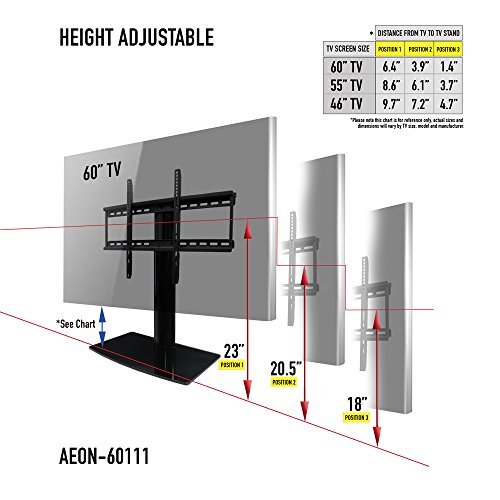 HEIGHT ADJUSTABLE
* DISTANCE FROM TV TO TV STAND
TV SCREEN SIZE POSITION 1 POSITION 2 POSITION 3
60" TV 6.4" 3.9" 1.4"
55" TV 8.6" 6.1" 3.7"
46" TV 9.7" 7.2" 4.7"
*Please note this chart is for reference only, actual sizes and
dimensions will vary by TV size, model and manufacturer.
60" TV
*See Chart
23"
POSITION 1
20.5"
POSITION 2
18"
POSITION 3
AEON-60111